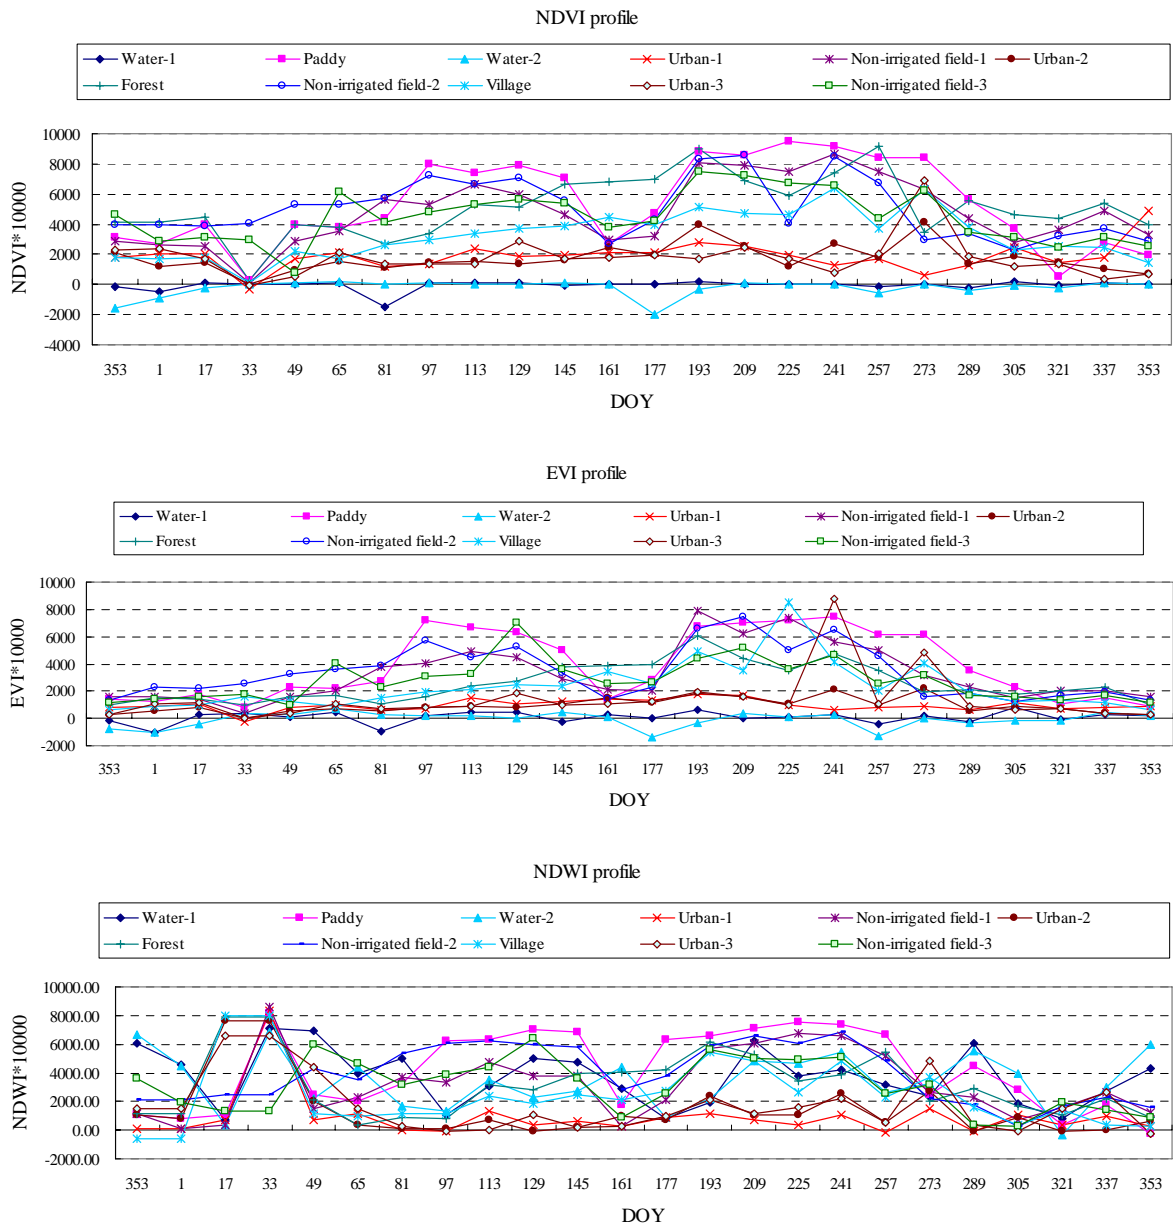 NDVI profile
Water-1 Paddy Water-2 Urban-1 Non-irrigated field-1 Urban-2
Forest Non-irrigated field-2 Village Urban-3 Non-irrigated field-3
10000
8000
6000
4000
2000
0
-2000
-4000
NDVI*10000
353 1 17 33 49 65 81 97 113 129 145 161 177 193 209 225 241 257 273 289 305 321 337 353
DOY
EVI profile
Water-1 Paddy Water-2 Urban-1 Non-irrigated field-1 Urban-2
Forest Non-irrigated field-2 Village Urban-3 Non-irrigated field-3
10000
8000
6000
4000
2000
0
-2000
EVI*10000
353 1 17 33 49 65 81 97 113 129 145 161 177 193 209 225 241 257 273 289 305 321 337 353
DOY
NDWI profile
Water-1 Paddy Water-2 Urban-1 Non-irrigated field-1 Urban-2
Forest Non-irrigated field-2 Village Urban-3 Non-irrigated field-3
10000.00
8000.00
6000.00
4000.00
2000.00
0.00
-2000.00
NDWI*10000
353 1 17 33 49 65 81 97 113 129 145 161 177 193 209 225 241 257 273 289 305 321 337 353
DOY